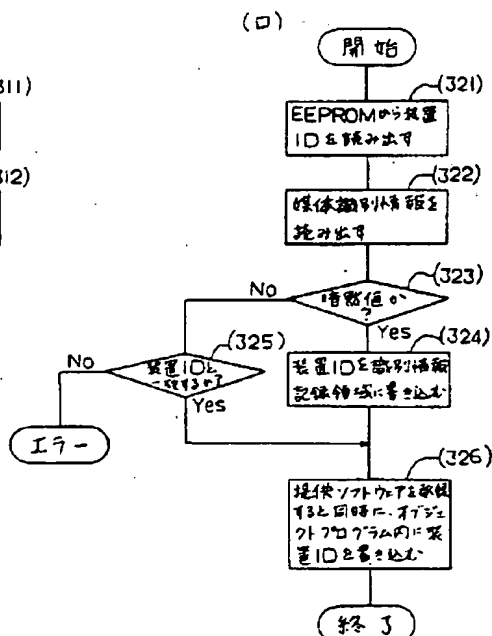 (ロ)
開始
311)
(321)
EEPROMから装置
IDを読み出す
312)
(322)
媒体識別情報を
読み出す
(323)
No
暗黙値か
?
Yes
(325)
(324)
No
装置IDと
一致するか?
装置IDを識別情報
記録領域に書き込む
Yes
エラー
(326)
提供ソフトウェアを
すると同時に、オブジェ
クトプログラム内に装
置IDを書き込む
終了